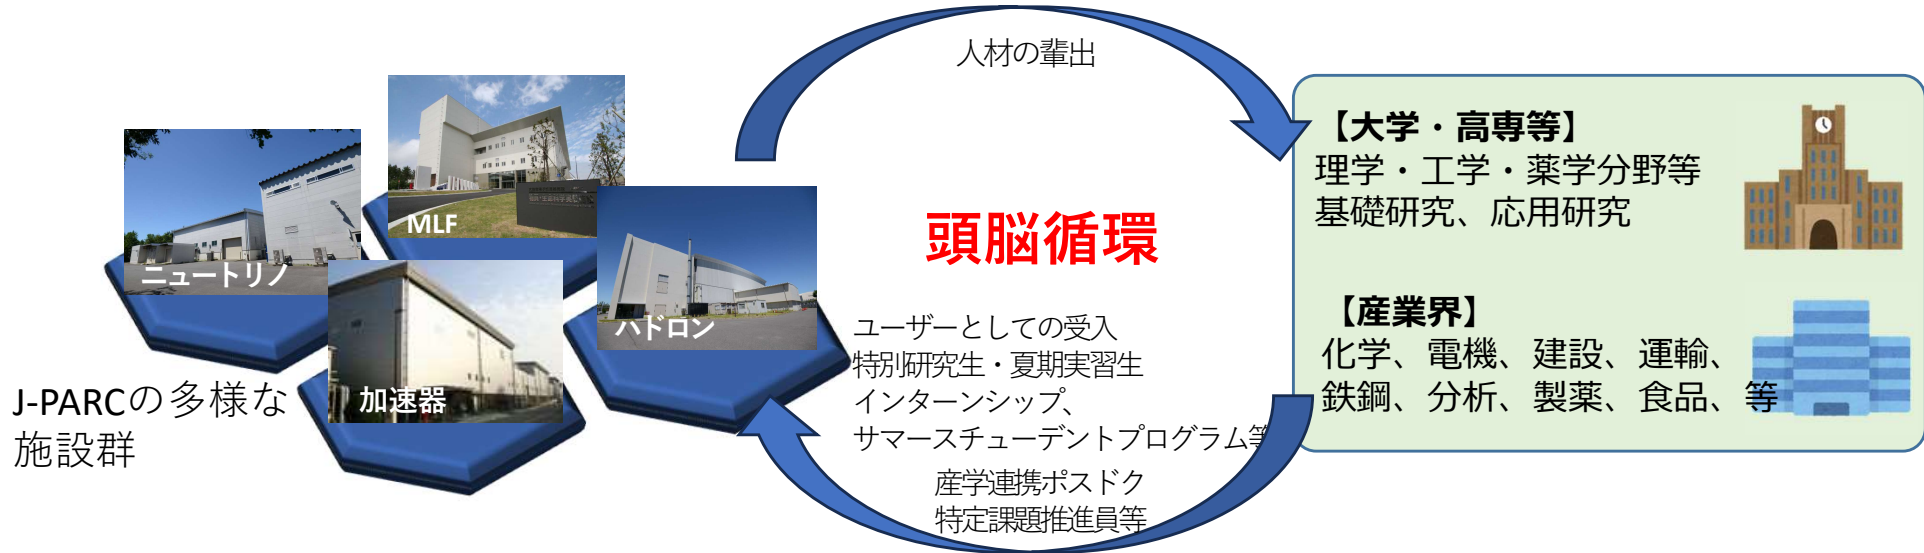 人材の輩出
【大学・高専等】
理学・工学・薬学分野等
基礎研究、応用研究
MLF
ニュートリノ
ハドロン
加速器
頭脳循環
【産業界】
化学、電機、建設、運輸、
鉄鋼、分析、製薬、食品、等
J-PARCの多様な
施設群
ユーザーとしての受入
特別研究生・夏期実習生
インターンシップ、
サマースチューデントプログラム等
産学連携ポスドク
特定課題推進員等